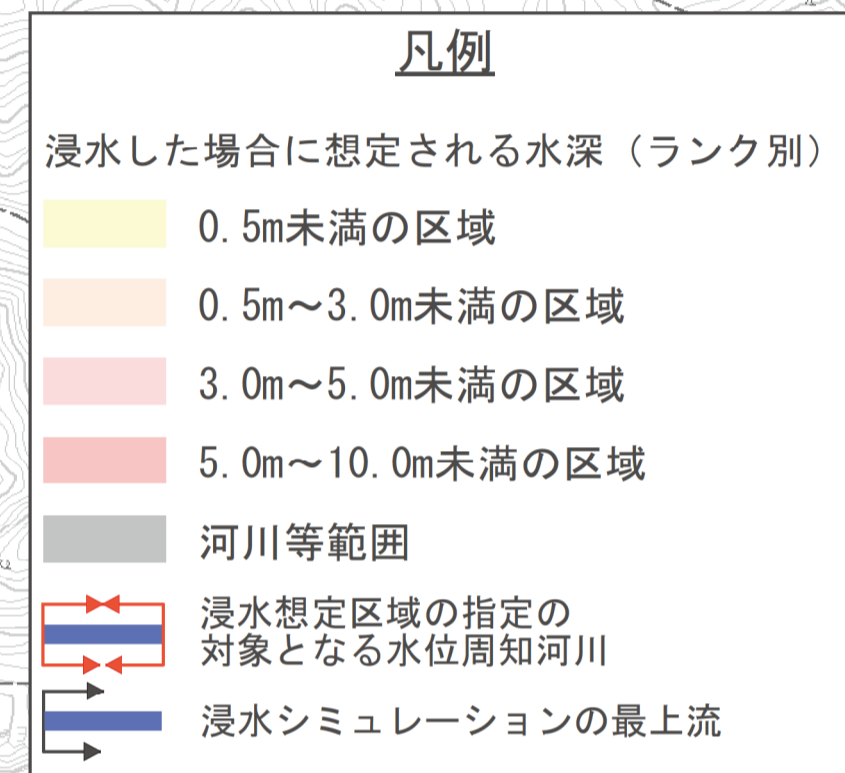 凡例
浸水した場合に想定される水深（ランク別）
0.5m未満の区域
0.5m～3.0m未満の区域
3.0m～5.0m未満の区域
5.0m～10.0m未満の区域
河川等範囲
浸水想定区域の指定の
対象となる水位周知河川
浸水シミュレーションの最上流